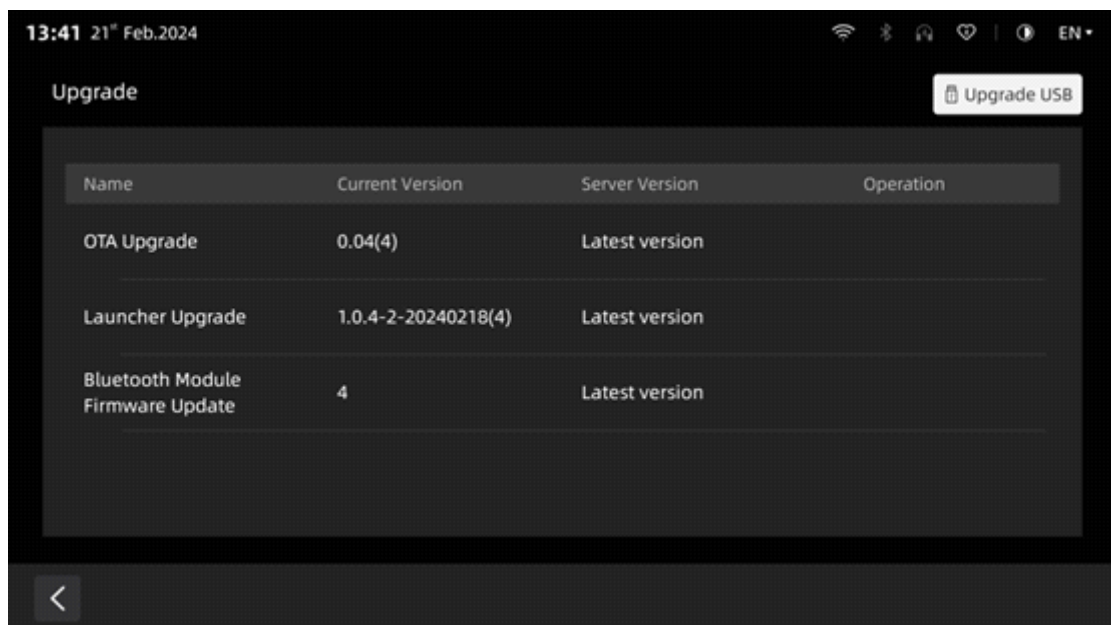 13:41 21st Feb.2024 EN
Upgrade
Upgrade USB
Name Current Version Server Version Operation
OTA Upgrade 0.04(4) Latest version
Launcher Upgrade 1.0.4-2-20240218(4) Latest version
Bluetooth Module
Firmware Update 4 Latest version